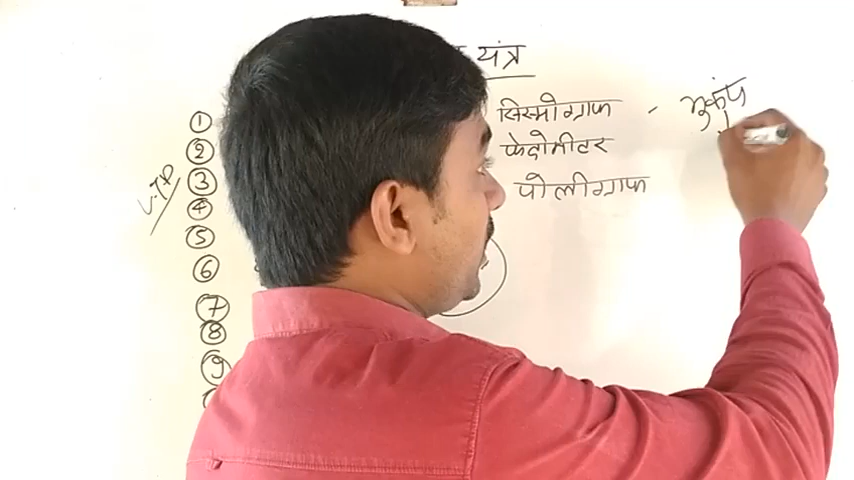 यंत्र
① सिस्मोग्राफ - भूकंप
② फेदोमीटर
③ पोलीग्राफ
④
⑤
⑥
⑦
⑧
⑨